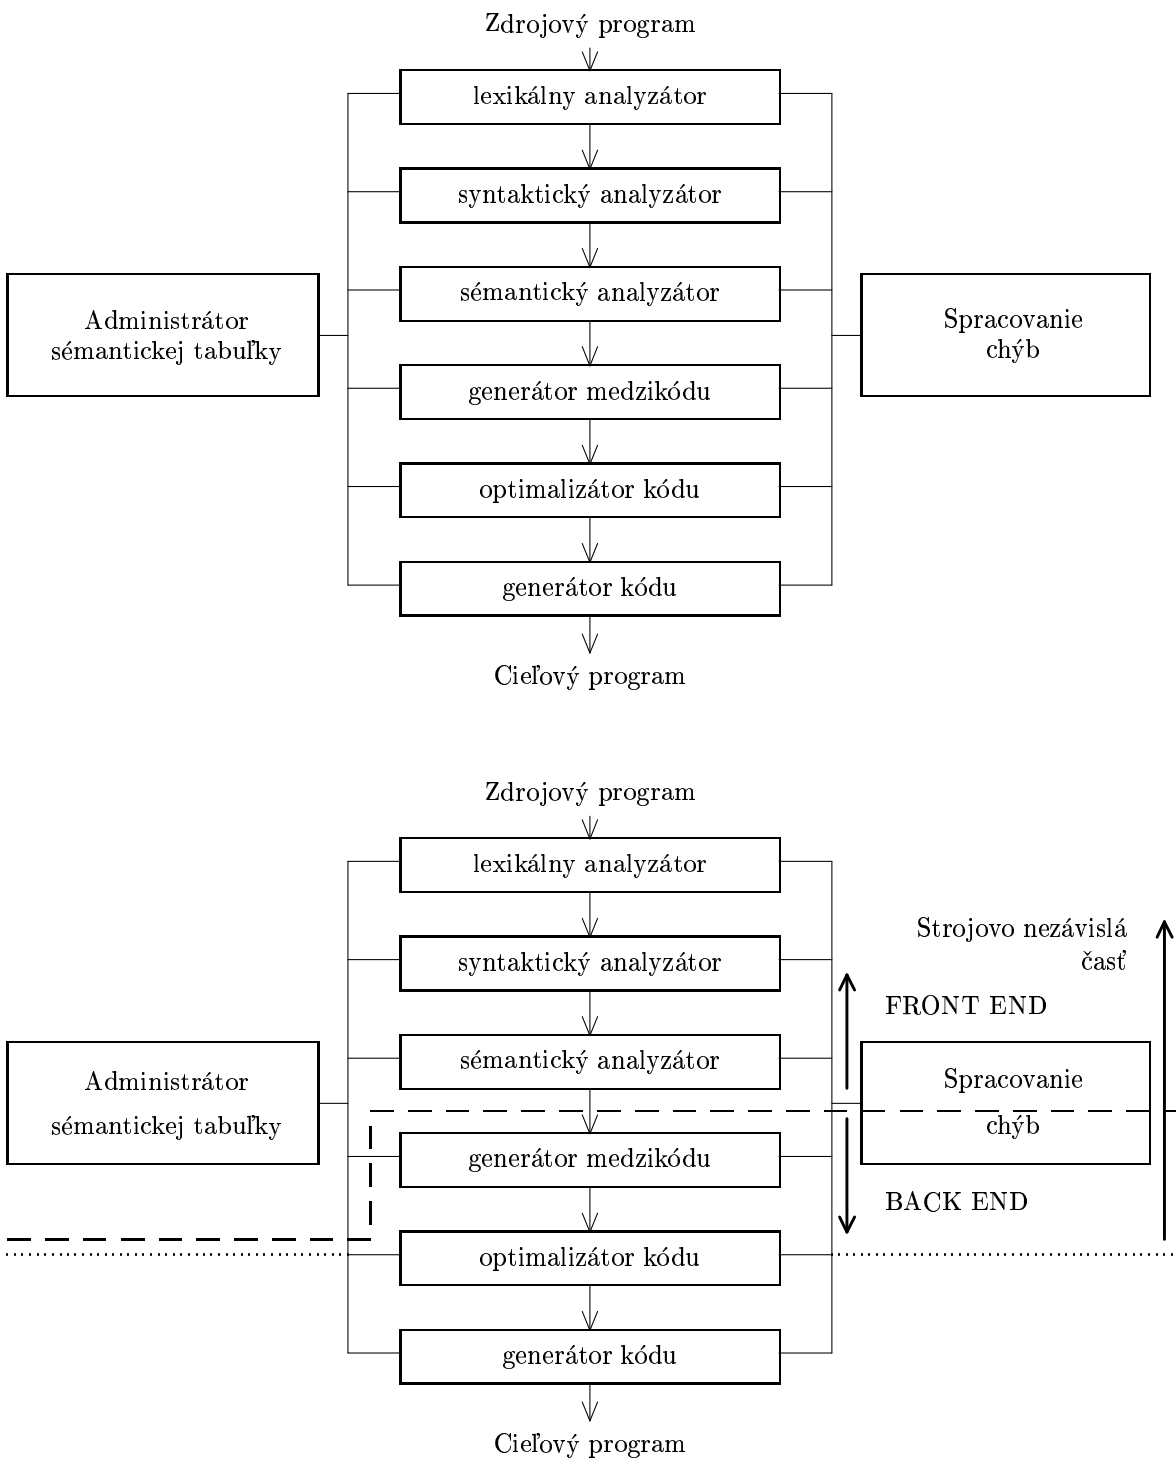 Zdrojový program
lexikálny analyzátor
syntaktický analyzátor
sémantický analyzátor
Administrátor
sémantickej tabuľky
Spracovanie
chýb
generátor medzikódu
optimalizátor kódu
generátor kódu
Cieľový program
Zdrojový program
lexikálny analyzátor
Strojovo nezávislá
časť
syntaktický analyzátor
FRONT END
sémantický analyzátor
Administrátor
sémantickej tabuľky
Spracovanie
chýb
generátor medzikódu
BACK END
optimalizátor kódu
generátor kódu
Cieľový program